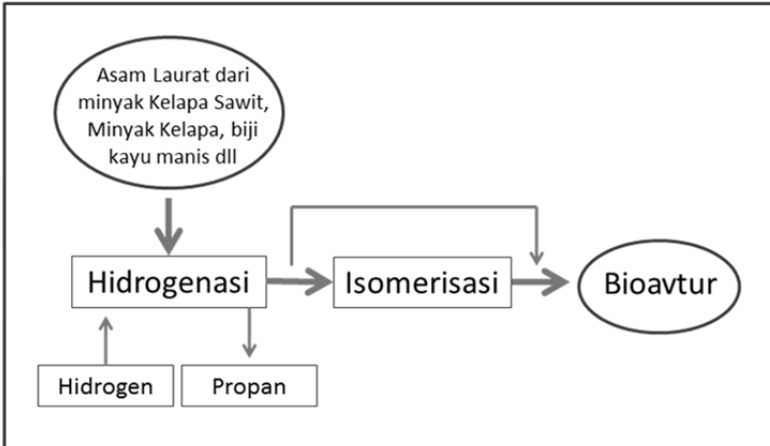 Asam Laurat dari
minyak Kelapa Sawit,
Minyak Kelapa, biji
kayu manis dll
Hidrogenasi
Isomerisasi
Bioavtur
Hidrogen
Propan